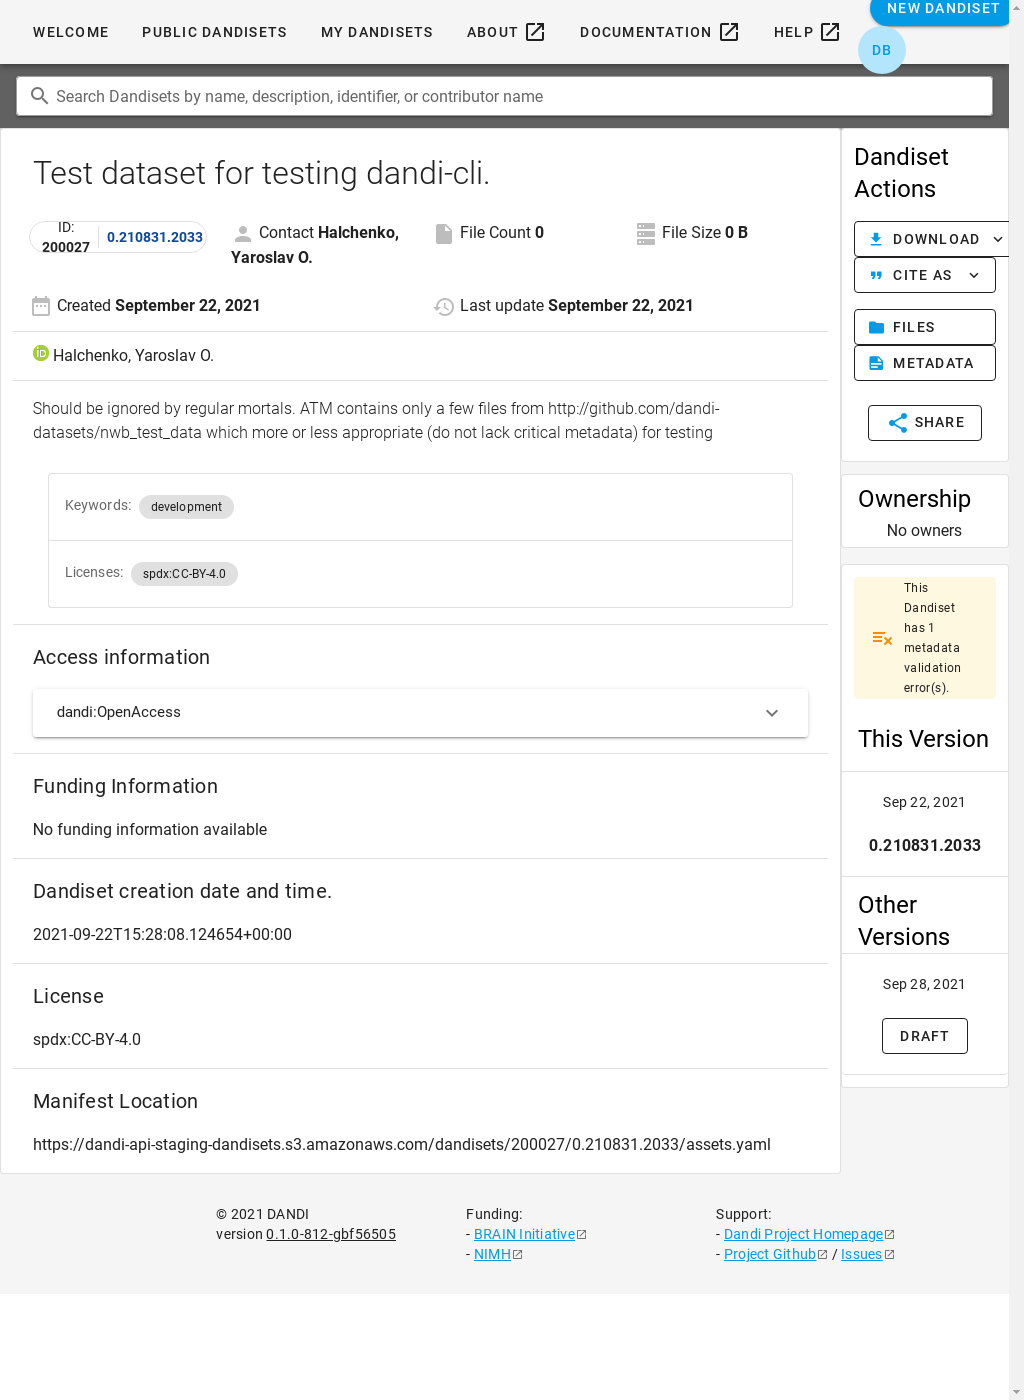 WELCOME
PUBLIC DANDISETS
MY DANDISETS
ABOUT
DOCUMENTATION
HELP
NEW DANDISET
DB
Search Dandisets by name, description, identifier, or contributor name
Test dataset for testing dandi-cli.
ID: 200027
0.210831.2033
Contact Halchenko,
Yaroslav O.
File Count 0
File Size 0 B
Created September 22, 2021
Last update September 22, 2021
iD Halchenko, Yaroslav O.
Should be ignored by regular mortals. ATM contains only a few files from http://github.com/dandi-
datasets/nwb_test_data which more or less appropriate (do not lack critical metadata) for testing
Keywords: development
Licenses: spdx:CC-BY-4.0
Access information
dandi:OpenAccess
Funding Information
No funding information available
Dandiset creation date and time.
2021-09-22T15:28:08.124654+00:00
License
spdx:CC-BY-4.0
Manifest Location
https://dandi-api-staging-dandisets.s3.amazonaws.com/dandisets/200027/0.210831.2033/assets.yaml
Dandiset
Actions
DOWNLOAD
CITE AS
FILES
METADATA
SHARE
Ownership
No owners
This
Dandiset
has 1
metadata
validation
error(s).
This Version
Sep 22, 2021
0.210831.2033
Other
Versions
Sep 28, 2021
DRAFT
© 2021 DANDI
version 0.1.0-812-gbf56505
Funding:
- BRAIN Initiative
- NIMH
Support:
- Dandi Project Homepage
- Project Github / Issues